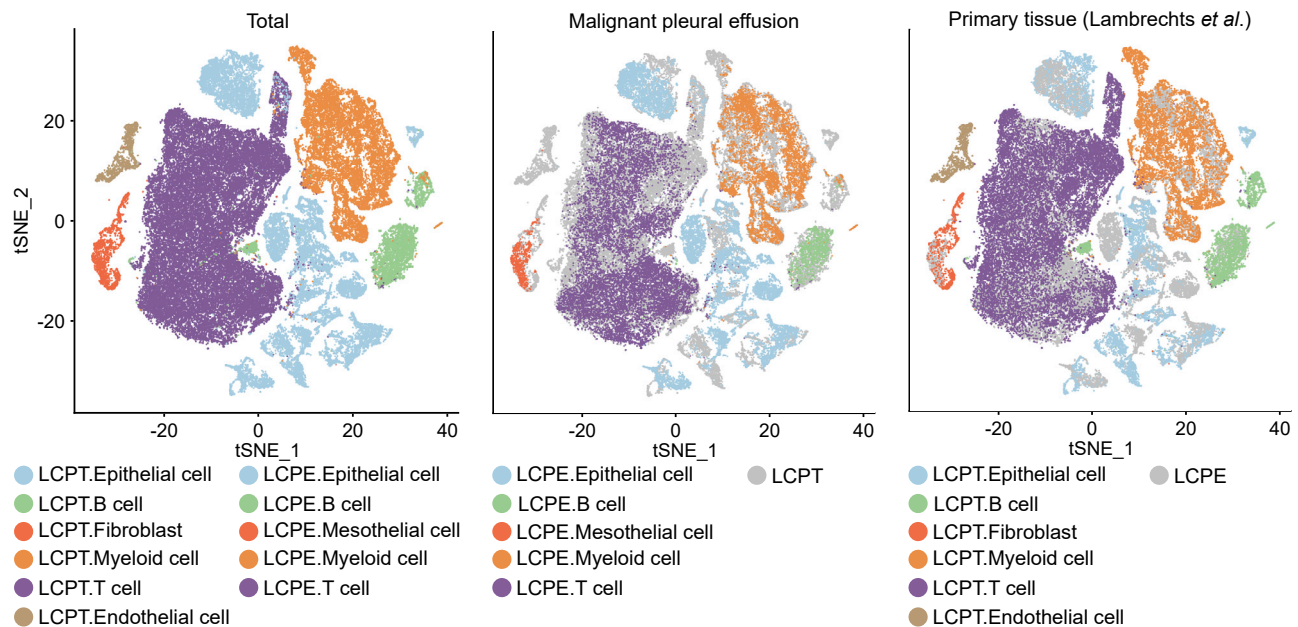 Total
Malignant pleural effusion
Primary tissue (Lambrechts et al.)
tSNE_2
20
0
-20
-20 0 20 40
tSNE_1
-20 0 20 40
tSNE_1
-20 0 20 40
tSNE_1
LCPT.Epithelial cell
LCPT.B cell
LCPT.Fibroblast
LCPT.Myeloid cell
LCPT.T cell
LCPT.Endothelial cell
LCPE.Epithelial cell
LCPE.B cell
LCPE.Mesothelial cell
LCPE.Myeloid cell
LCPE.T cell
LCPE.Epithelial cell
LCPE.B cell
LCPE.Mesothelial cell
LCPE.Myeloid cell
LCPE.T cell
LCPT
LCPT.Epithelial cell
LCPT.B cell
LCPT.Fibroblast
LCPT.Myeloid cell
LCPT.T cell
LCPT.Endothelial cell
LCPE